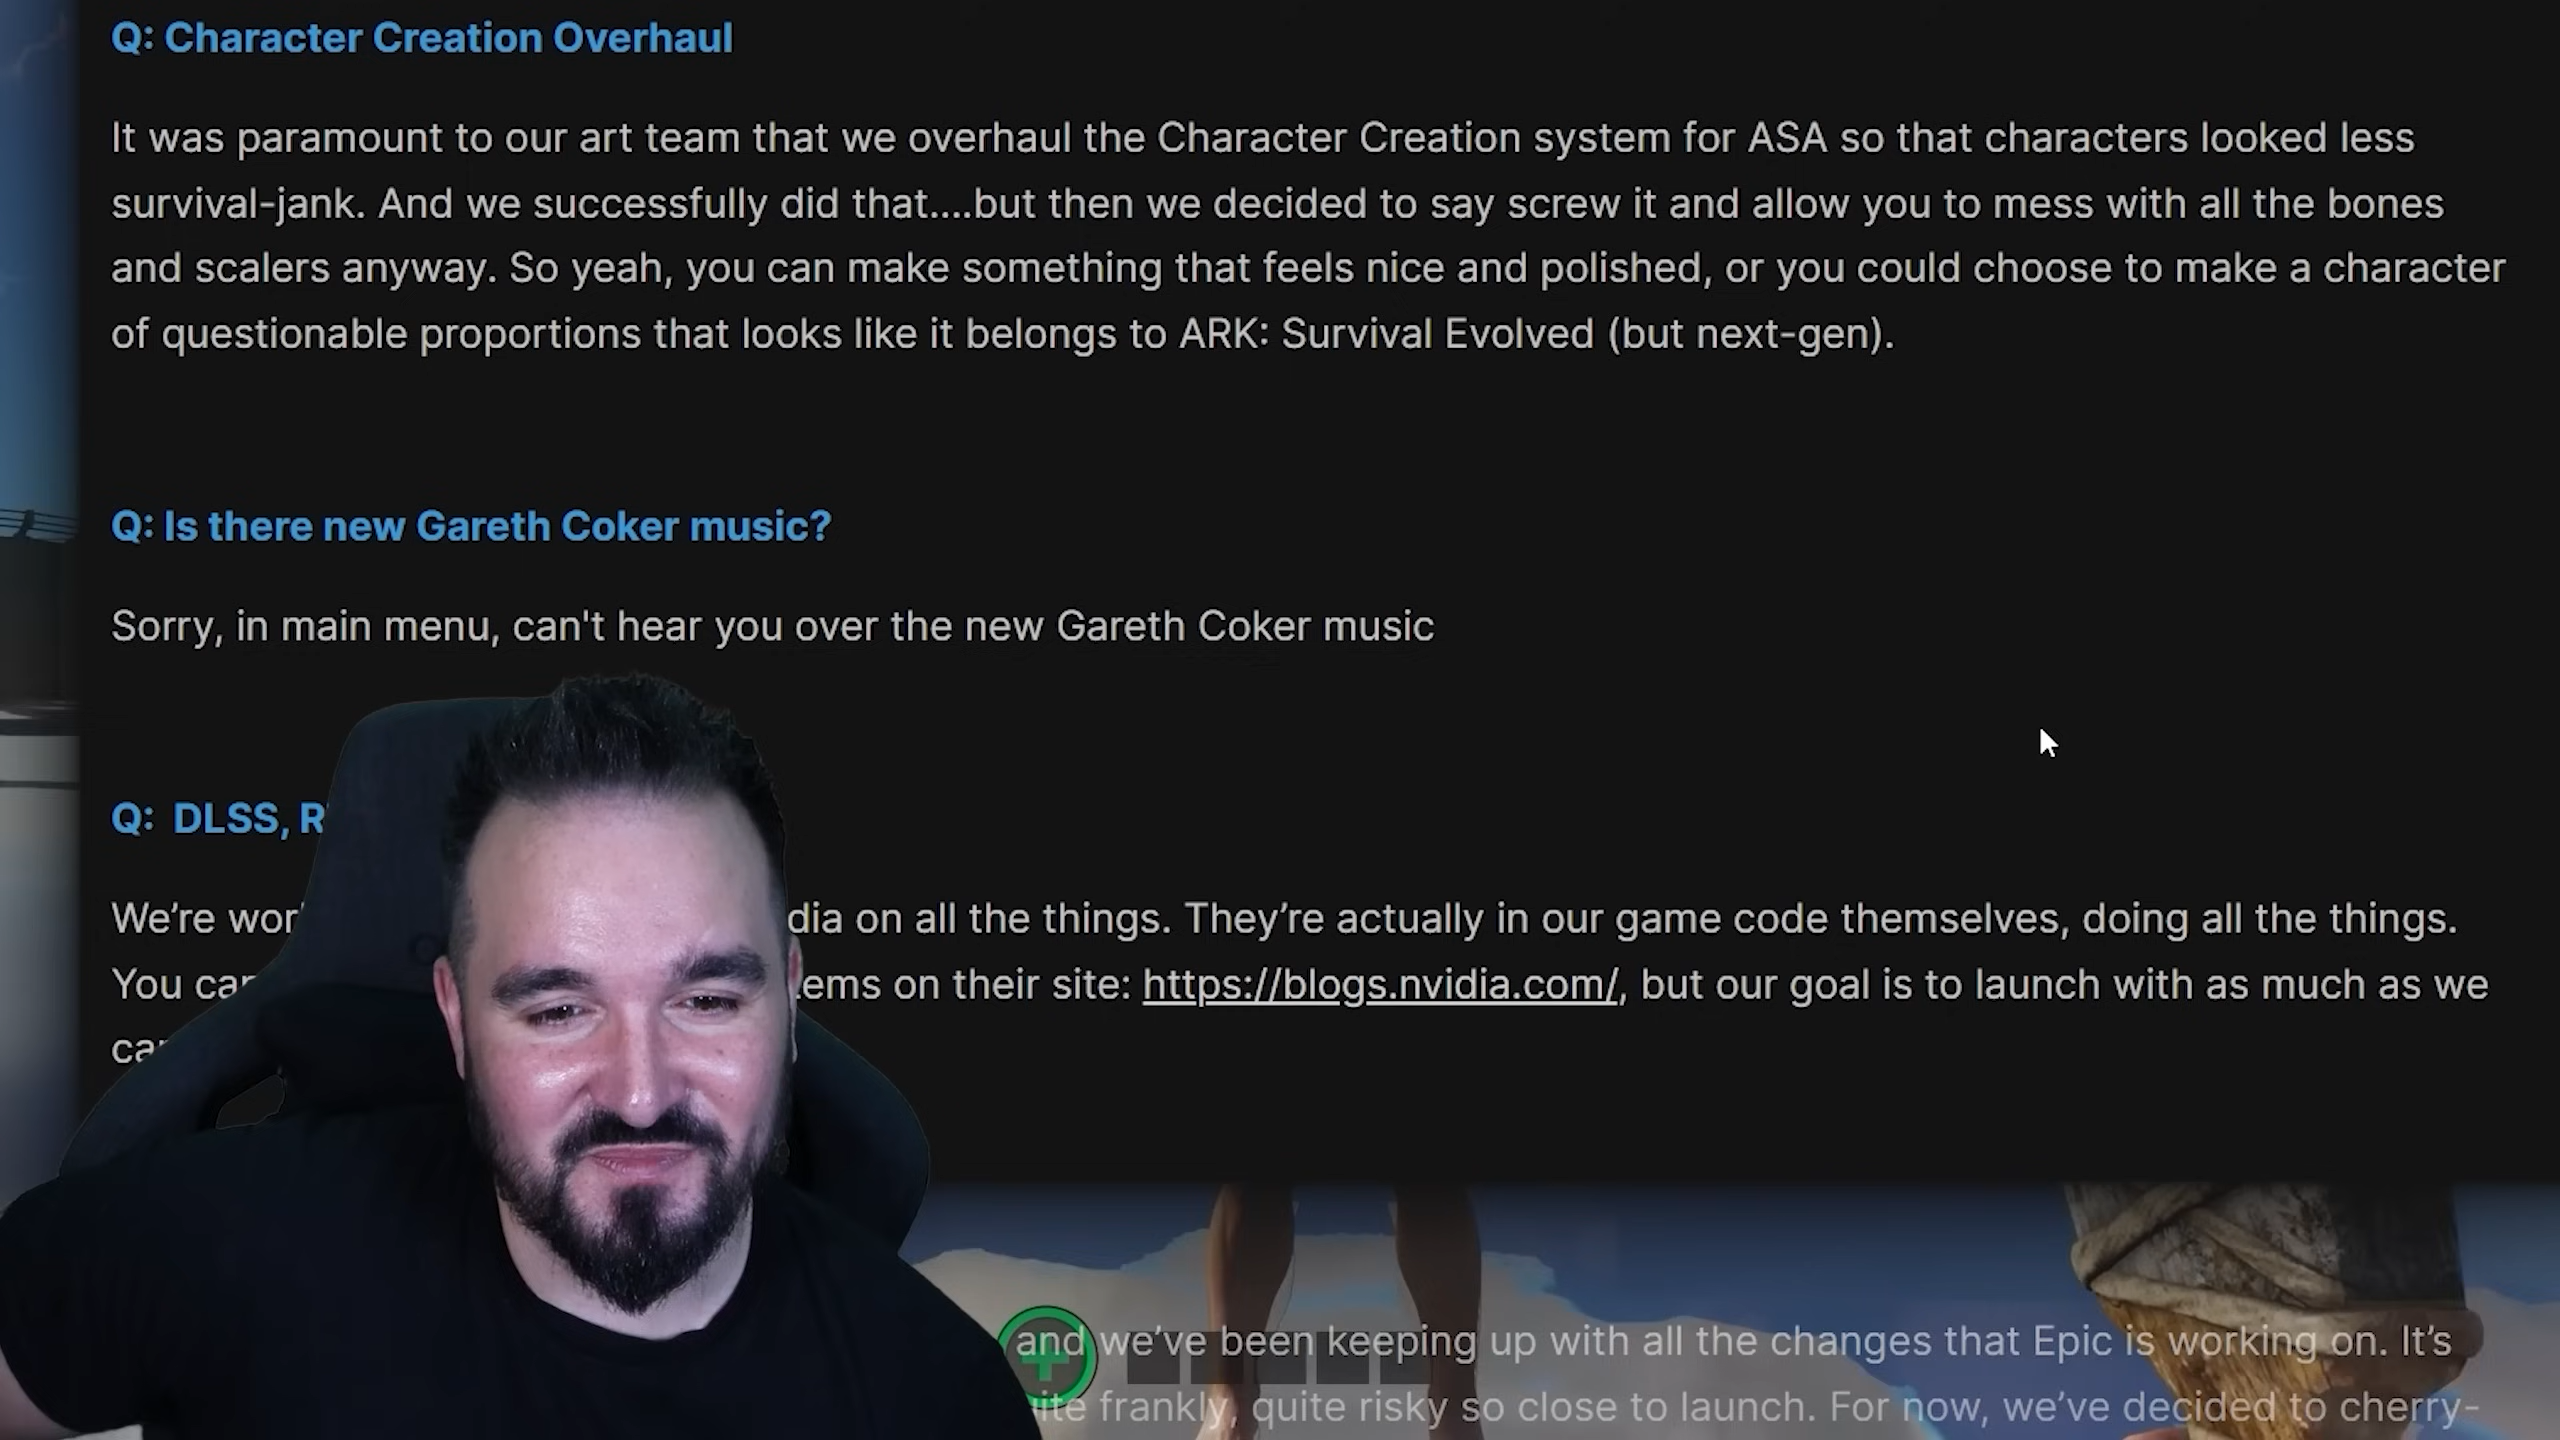 Q: Character Creation Overhaul
It was paramount to our art team that we overhaul the Character Creation system for ASA so that characters looked less
survival-jank. And we successfully did that....but then we decided to say screw it and allow you to mess with all the bones
and scalers anyway. So yeah, you can make something that feels nice and polished, or you could choose to make a character
of questionable proportions that looks like it belongs to ARK: Survival Evolved (but next-gen).
Q: Is there new Gareth Coker music?
Sorry, in main menu, can't hear you over the new Gareth Coker music
Q: DLSS,
We're on all the things. They're actually in our game code themselves, doing all the things.
You on their site: https://blogs.nvidia.com/, but our goal is to launch with as much as we
and we've been keeping up with all the changes that Epic is working on. It's
frankly, quite risky so close to launch. For now, we've decided to cherry-